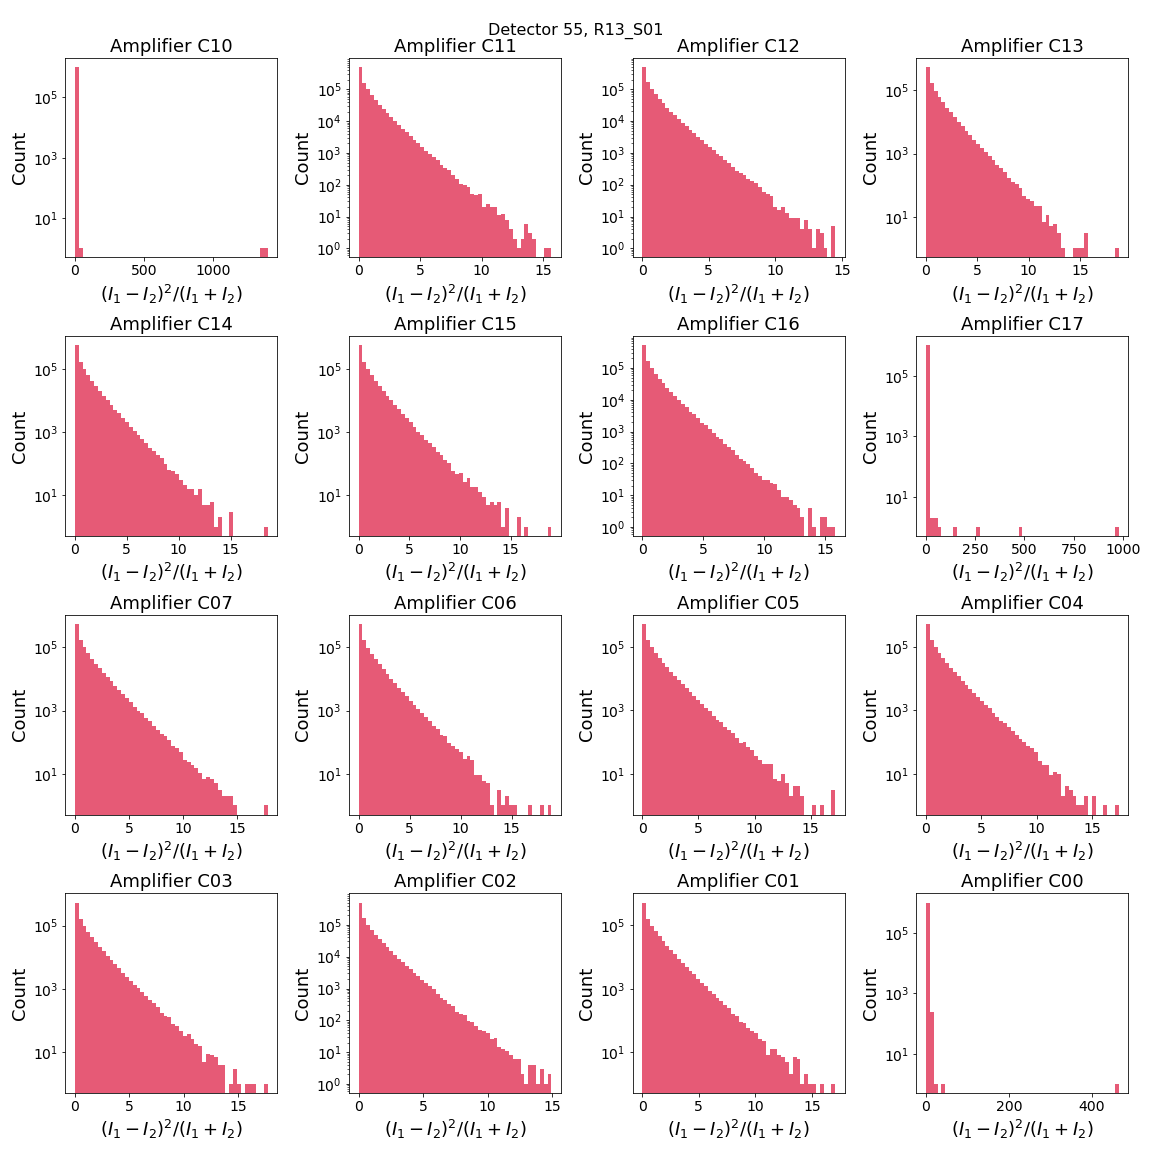 Detector 55, R13_S01
Amplifier C10
Count
10^5
10^3
10^1
0 500 1000
(I_1 − I_2)^2/(I_1 + I_2)
Amplifier C11
Count
10^5
10^4
10^3
10^2
10^1
10^0
0 5 10 15
(I_1 − I_2)^2/(I_1 + I_2)
Amplifier C12
Count
10^5
10^4
10^3
10^2
10^1
10^0
0 5 10 15
(I_1 − I_2)^2/(I_1 + I_2)
Amplifier C13
Count
10^5
10^3
10^1
0 5 10 15
(I_1 − I_2)^2/(I_1 + I_2)
Amplifier C14
Count
10^5
10^3
10^1
0 5 10 15
(I_1 − I_2)^2/(I_1 + I_2)
Amplifier C15
Count
10^5
10^3
10^1
0 5 10 15
(I_1 − I_2)^2/(I_1 + I_2)
Amplifier C16
Count
10^5
10^4
10^3
10^2
10^1
10^0
0 5 10 15
(I_1 − I_2)^2/(I_1 + I_2)
Amplifier C17
Count
10^5
10^3
10^1
0 250 500 750 1000
(I_1 − I_2)^2/(I_1 + I_2)
Amplifier C07
Count
10^5
10^3
10^1
0 5 10 15
(I_1 − I_2)^2/(I_1 + I_2)
Amplifier C06
Count
10^5
10^3
10^1
0 5 10 15
(I_1 − I_2)^2/(I_1 + I_2)
Amplifier C05
Count
10^5
10^3
10^1
0 5 10 15
(I_1 − I_2)^2/(I_1 + I_2)
Amplifier C04
Count
10^5
10^3
10^1
0 5 10 15
(I_1 − I_2)^2/(I_1 + I_2)
Amplifier C03
Count
10^5
10^3
10^1
0 5 10 15
(I_1 − I_2)^2/(I_1 + I_2)
Amplifier C02
Count
10^5
10^4
10^3
10^2
10^1
10^0
0 5 10 15
(I_1 − I_2)^2/(I_1 + I_2)
Amplifier C01
Count
10^5
10^3
10^1
0 5 10 15
(I_1 − I_2)^2/(I_1 + I_2)
Amplifier C00
Count
10^5
10^3
10^1
0 200 400
(I_1 − I_2)^2/(I_1 + I_2)